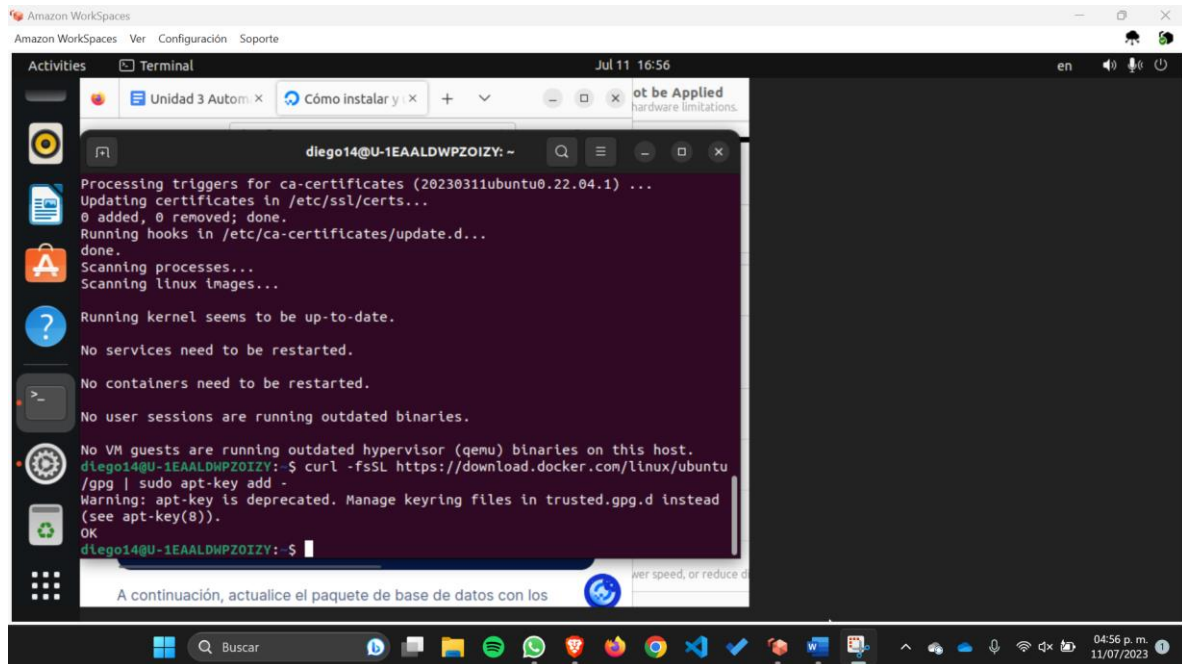 Amazon WorkSpaces
Amazon WorkSpaces Ver Configuración Soporte
Activities Terminal Jul 11 16:56 en
Unidad 3 Autom Cómo instalar y ot be Applied
hardware limitations.
diego14@U-1EAALDWPZOIZY: ~
Processing triggers for ca-certificates (20230311ubuntu0.22.04.1) ...
Updating certificates in /etc/ssl/certs...
0 added, 0 removed; done.
Running hooks in /etc/ca-certificates/update.d...
done.
Scanning processes...
Scanning linux images...
Running kernel seems to be up-to-date.
No services need to be restarted.
No containers need to be restarted.
No user sessions are running outdated binaries.
No VM guests are running outdated hypervisor (qemu) binaries on this host.
diego14@U-1EAALDWPZOIZY:~$ curl -fsSL https://download.docker.com/linux/ubuntu
/gpg | sudo apt-key add -
Warning: apt-key is deprecated. Manage keyring files in trusted.gpg.d instead
(see apt-key(8)).
OK
diego14@U-1EAALDWPZOIZY:~$
wer speed, or reduce di
A continuación, actualice el paquete de base de datos con los
Buscar
04:56 p. m.
11/07/2023
1